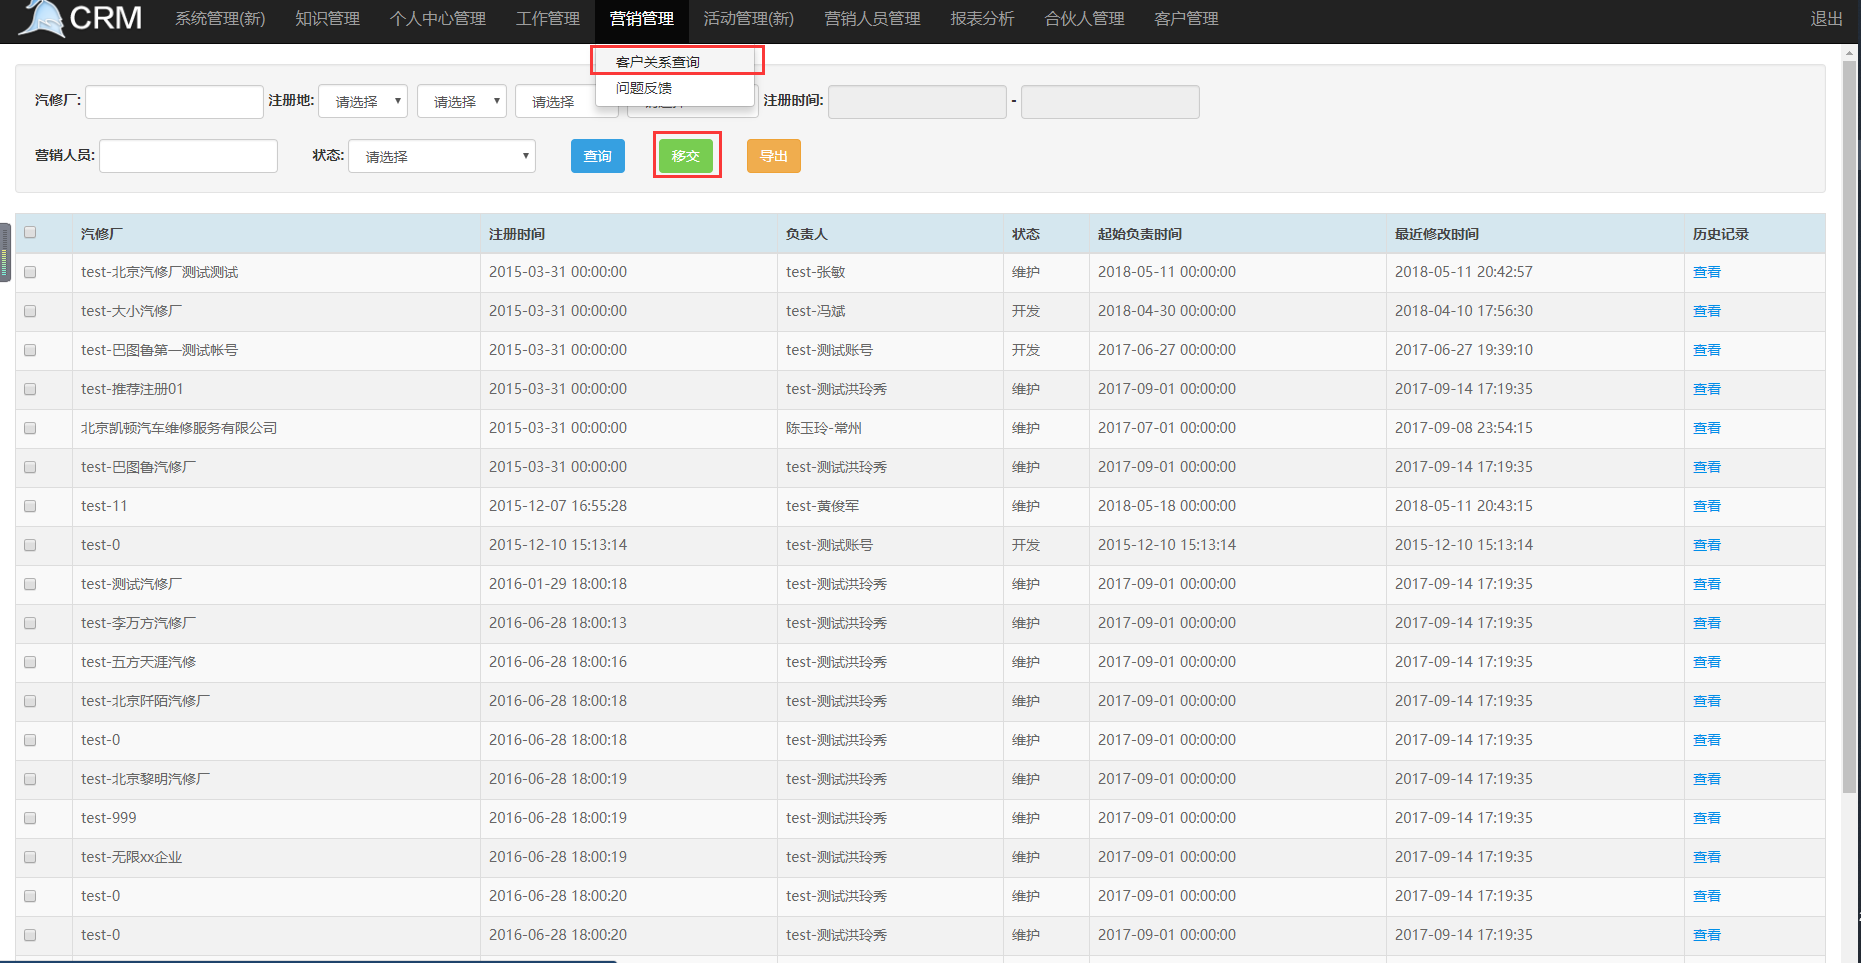 CRM 系统管理(新) 知识管理 个人中心管理 工作管理 营销管理 活动管理(新) 营销人员管理 报表分析 合伙人管理 客户管理 退出
客户关系查询
问题反馈
汽修厂: 注册地: 请选择 请选择 请选择 注册时间: -
营销人员: 状态: 请选择 查询 移交 导出
汽修厂 注册时间 负责人 状态 起始负责时间 最近修改时间 历史记录
test-北京汽修厂测试测试 2015-03-31 00:00:00 test-张敏 维护 2018-05-11 00:00:00 2018-05-11 20:42:57 查看
test-大小汽修厂 2015-03-31 00:00:00 test-冯斌 开发 2018-04-30 00:00:00 2018-04-10 17:56:30 查看
test-巴图鲁第一测试帐号 2015-03-31 00:00:00 test-测试账号 开发 2017-06-27 00:00:00 2017-06-27 19:39:10 查看
test-推荐注册01 2015-03-31 00:00:00 test-测试洪玲秀 维护 2017-09-01 00:00:00 2017-09-14 17:19:35 查看
北京凯顿汽车维修服务有限公司 2015-03-31 00:00:00 陈玉玲-常州 维护 2017-07-01 00:00:00 2017-09-08 23:54:15 查看
test-巴图鲁汽修厂 2015-03-31 00:00:00 test-测试洪玲秀 维护 2017-09-01 00:00:00 2017-09-14 17:19:35 查看
test-11 2015-12-07 16:55:28 test-黄俊军 维护 2018-05-18 00:00:00 2018-05-11 20:43:15 查看
test-0 2015-12-10 15:13:14 test-测试账号 开发 2015-12-10 15:13:14 2015-12-10 15:13:14 查看
test-测试汽修厂 2016-01-29 18:00:18 test-测试洪玲秀 维护 2017-09-01 00:00:00 2017-09-14 17:19:35 查看
test-李万方汽修厂 2016-06-28 18:00:13 test-测试洪玲秀 维护 2017-09-01 00:00:00 2017-09-14 17:19:35 查看
test-五方天涯汽修 2016-06-28 18:00:16 test-测试洪玲秀 维护 2017-09-01 00:00:00 2017-09-14 17:19:35 查看
test-北京阡陌汽修厂 2016-06-28 18:00:18 test-测试洪玲秀 维护 2017-09-01 00:00:00 2017-09-14 17:19:35 查看
test-0 2016-06-28 18:00:18 test-测试洪玲秀 维护 2017-09-01 00:00:00 2017-09-14 17:19:35 查看
test-北京黎明汽修厂 2016-06-28 18:00:19 test-测试洪玲秀 维护 2017-09-01 00:00:00 2017-09-14 17:19:35 查看
test-999 2016-06-28 18:00:19 test-测试洪玲秀 维护 2017-09-01 00:00:00 2017-09-14 17:19:35 查看
test-无限xx企业 2016-06-28 18:00:19 test-测试洪玲秀 维护 2017-09-01 00:00:00 2017-09-14 17:19:35 查看
test-0 2016-06-28 18:00:20 test-测试洪玲秀 维护 2017-09-01 00:00:00 2017-09-14 17:19:35 查看
test-0 2016-06-28 18:00:20 test-测试洪玲秀 维护 2017-09-01 00:00:00 2017-09-14 17:19:35 查看